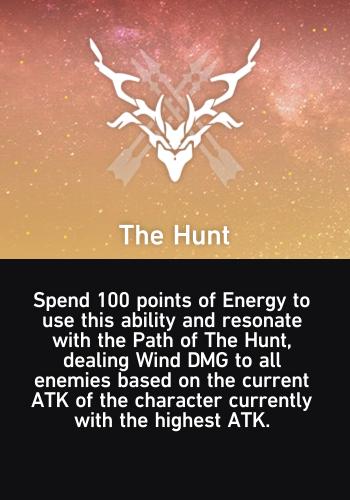 The Hunt
Spend 100 points of Energy to
use this ability and resonate
with the Path of The Hunt,
dealing Wind DMG to all
enemies based on the current
ATK of the character currently
with the highest ATK.